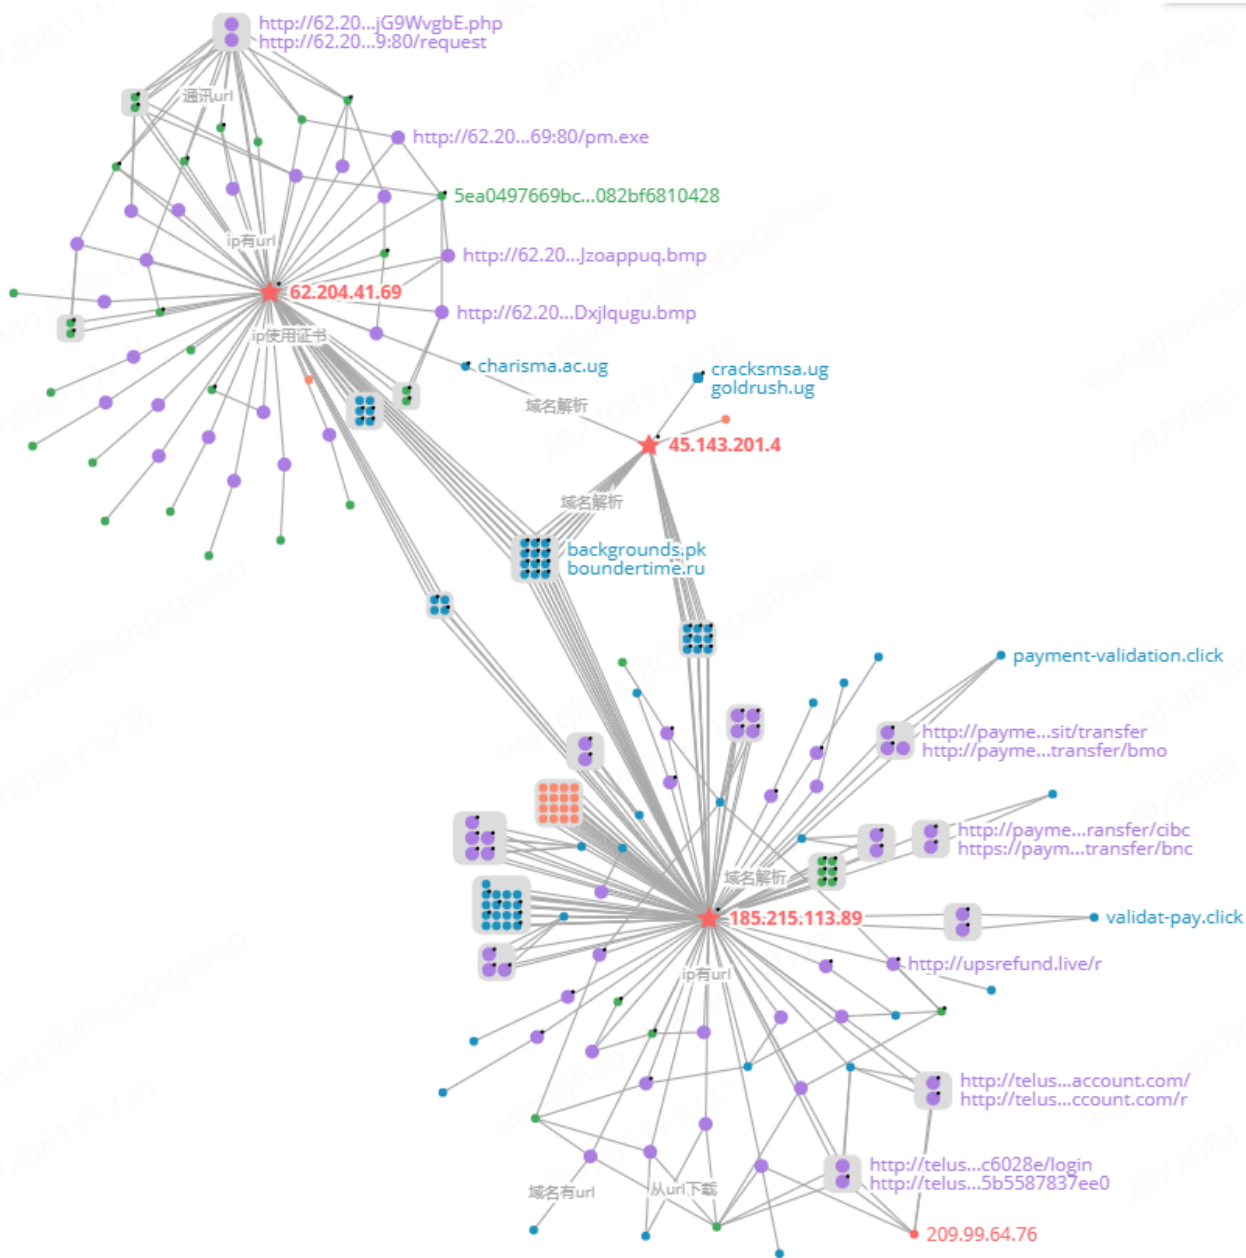 http://62.20...jG9WvgbE.php
http://62.20...9:80/request
通讯url
http://62.20...69:80/pm.exe
5ea0497669bc...082bf6810428
ip有url
http://62.20...Jzoappuq.bmp
62.204.41.69
http://62.20...Dxjlqugu.bmp
ip使用证书
charisma.ac.ug
cracksmsa.ug
goldrush.ug
域名解析
45.143.201.4
域名解析
backgrounds.pk
boundertime.ru
payment-validation.click
http://payme...sit/transfer
http://payme...transfer/bmo
http://payme...ransfer/cibc
https://paym...transfer/bnc
域名解析
185.215.113.89
validat-pay.click
http://upsrefund.live/r
ip有url
http://telus...account.com/
http://telus...ccount.com/r
http://telus...c6028e/login
http://telus...5b5587837ee0
域名有url
从url下载
209.99.64.76